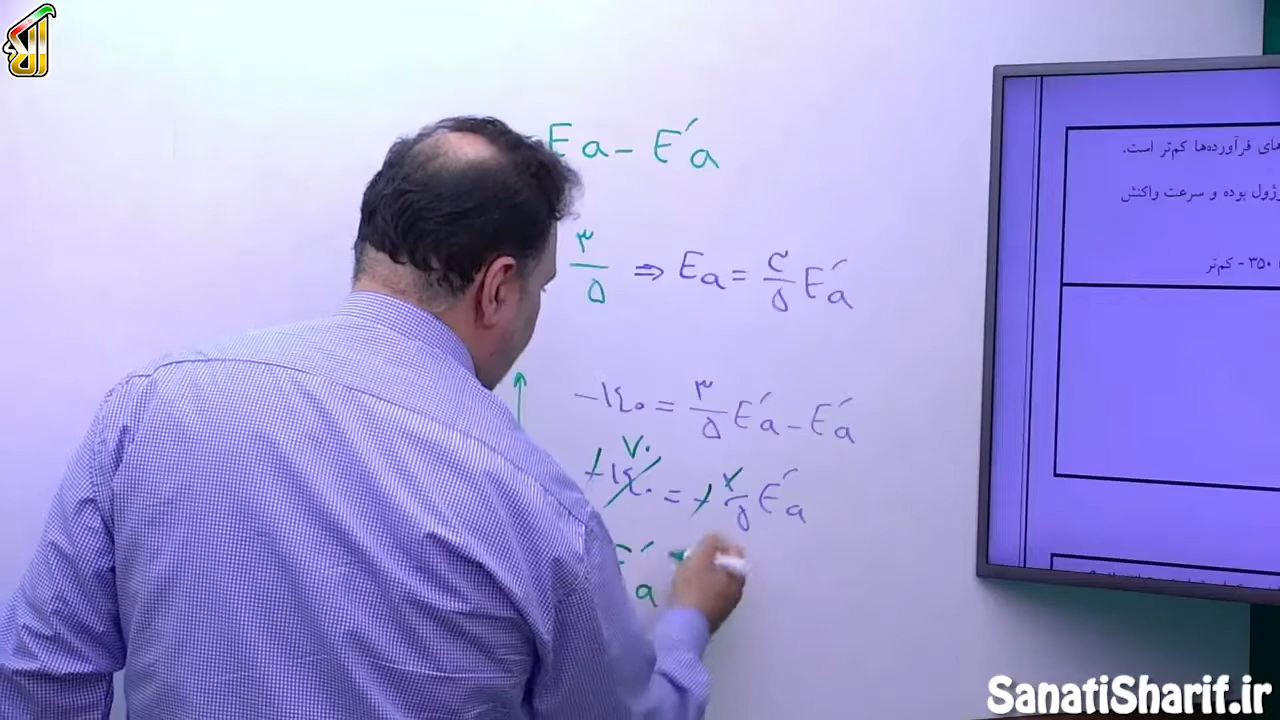 Ea - E'a
۳/۵ ⇒ Ea = ۳/۵ E'a
-۱۴۰ = ۳/۵ E'a - E'a
-۱۴۰ ۷۰ = - ۲/۵ E'a
E'a
های فرآورده‌ها کم‌تر است.
ژول بوده و سرعت واکنش
۳۵۰ - کم‌تر
SanatiSharif.ir